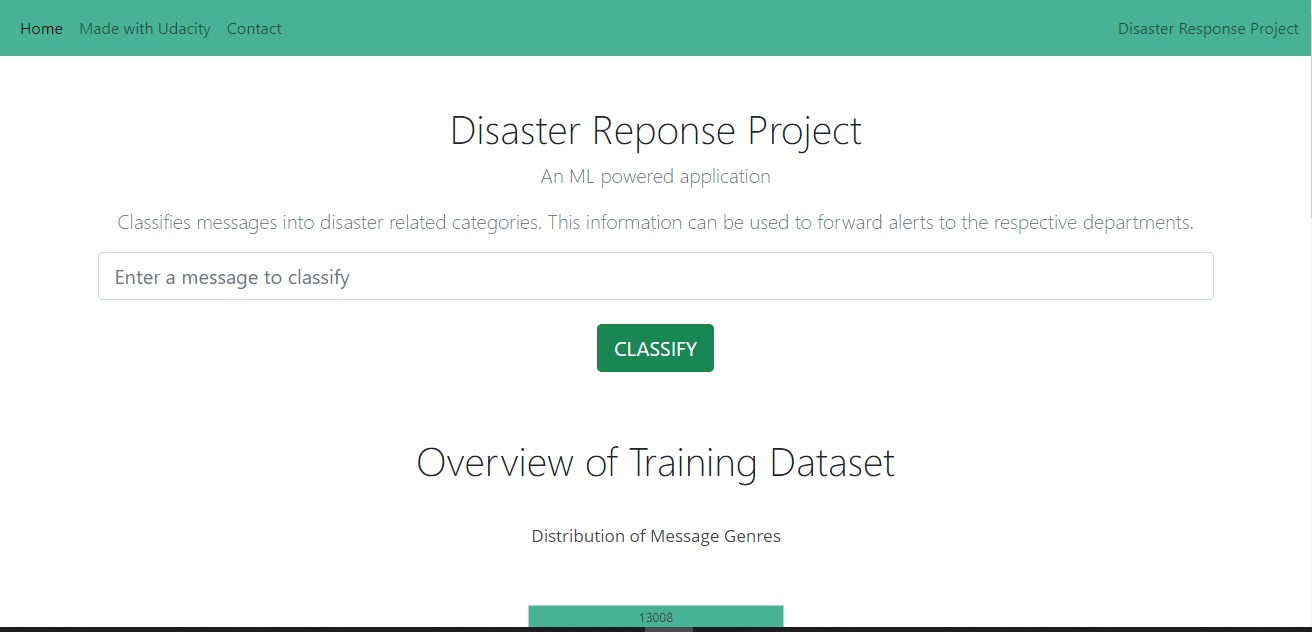 Home Made with Udacity Contact Disaster Response Project
Disaster Reponse Project
An ML powered application
Classifies messages into disaster related categories. This information can be used to forward alerts to the respective departments.
Enter a message to classify
CLASSIFY
Overview of Training Dataset
Distribution of Message Genres
13008